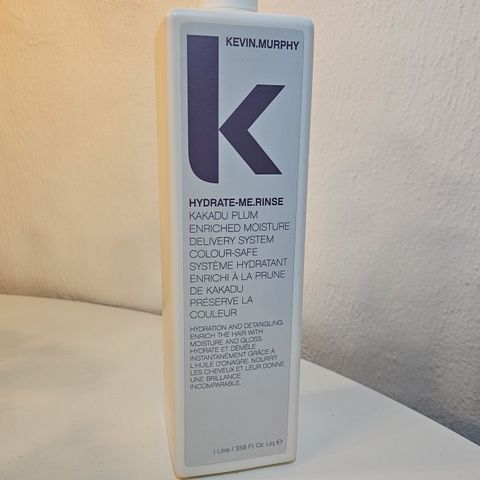 KEVIN.MURPHY
K
HYDRATE-ME.RINSE
KAKADU PLUM
ENRICHED MOISTURE
DELIVERY SYSTEM
COLOUR-SAFE
SYSTÈME HYDRATANT
ENRICHI À LA PRUNE
DE KAKADU
PRÉSERVE LA
COULEUR
HYDRATION AND DETANGLING.
ENRICH THE HAIR WITH
MOISTURE AND GLOSS.
HYDRATE ET DÉMÊLE
INSTANTANÉMENT GRÂCE À
L'HUILE D'ONAGRE. NOURRIT
LES CHEVEUX ET LEUR DONNE
UNE BRILLANCE
INCOMPARABLE.
1 Litre / 33.8 Fl. Oz. Liq ℮